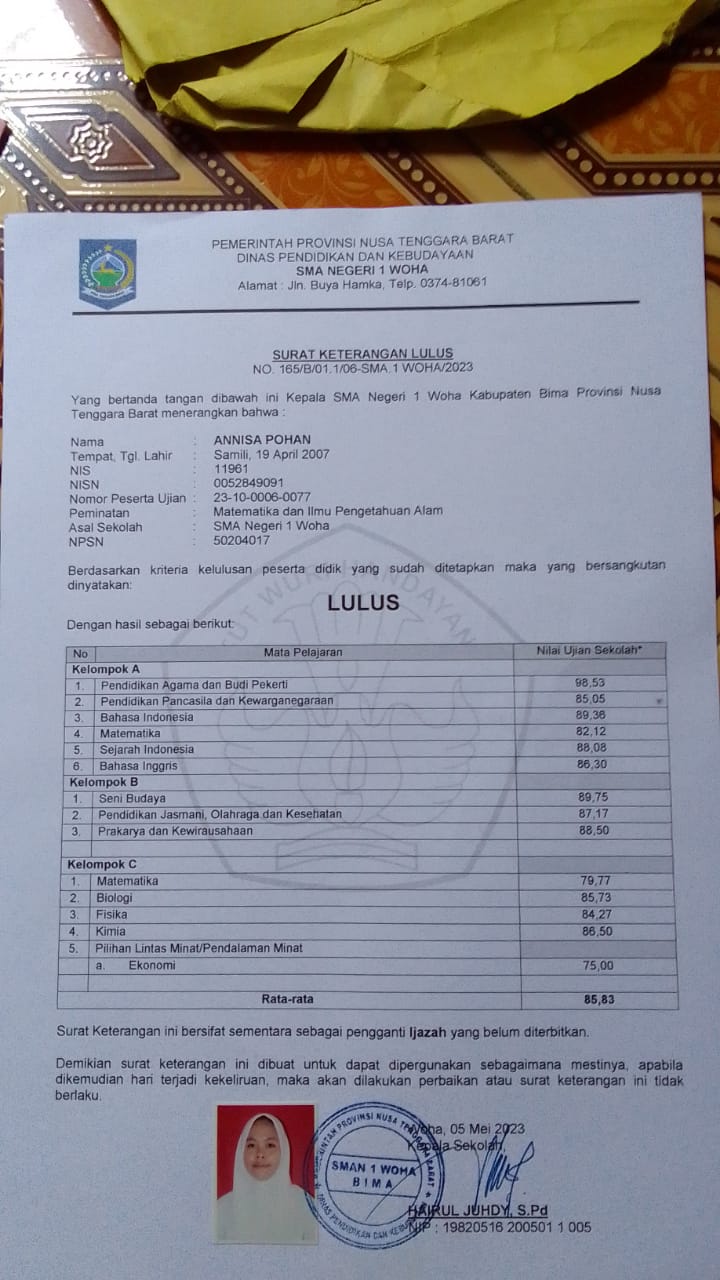 PEMERINTAH PROVINSI NUSA TENGGARA BARAT
DINAS PENDIDIKAN DAN KEBUDAYAAN
SMA NEGERI 1 WOHA
Alamat : Jln. Buya Hamka, Telp. 0374-81061
SURAT KETERANGAN LULUS
NO. 165/B/01.1/06-SMA.1 WOHA/2023
Yang bertanda tangan dibawah ini Kepala SMA Negeri 1 Woha Kabupaten Bima Provinsi Nusa
Tenggara Barat menerangkan bahwa :
Nama : ANNISA POHAN
Tempat, Tgl. Lahir : Samili, 19 April 2007
NIS : 11961
NISN : 0052849091
Nomor Peserta Ujian : 23-10-0006-0077
Peminatan : Matematika dan Ilmu Pengetahuan Alam
Asal Sekolah : SMA Negeri 1 Woha
NPSN : 50204017
Berdasarkan kriteria kelulusan peserta didik yang sudah ditetapkan maka yang bersangkutan
dinyatakan:
LULUS
Dengan hasil sebagai berikut:
No Mata Pelajaran Nilai Ujian Sekolah*
Kelompok A
1. Pendidikan Agama dan Budi Pekerti 98,53
2. Pendidikan Pancasila dan Kewarganegaraan 85,05
3. Bahasa Indonesia 89,36
4. Matematika 82,12
5. Sejarah Indonesia 88,08
6. Bahasa Inggris 86,30
Kelompok B
1. Seni Budaya 89,75
2. Pendidikan Jasmani, Olahraga dan Kesehatan 87,17
3. Prakarya dan Kewirausahaan 88,50
Kelompok C
1. Matematika 79,77
2. Biologi 85,73
3. Fisika 84,27
4. Kimia 86,50
5. Pilihan Lintas Minat/Pendalaman Minat
a. Ekonomi 75,00
Rata-rata 85,83
Surat Keterangan ini bersifat sementara sebagai pengganti Ijazah yang belum diterbitkan.
Demikian surat keterangan ini dibuat untuk dapat dipergunakan sebagaimana mestinya, apabila
dikemudian hari terjadi kekeliruan, maka akan dilakukan perbaikan atau surat keterangan ini tidak
berlaku.
Woha, 05 Mei 2023
Kepala Sekolah,
PEMERINTAH PROVINSI NUSA TENGGARA BARAT
SMAN 1 WOHA
BIMA
DINAS PENDIDIKAN DAN
HAIRUL JUHDY, S.Pd
NIP : 19820516 200501 1 005